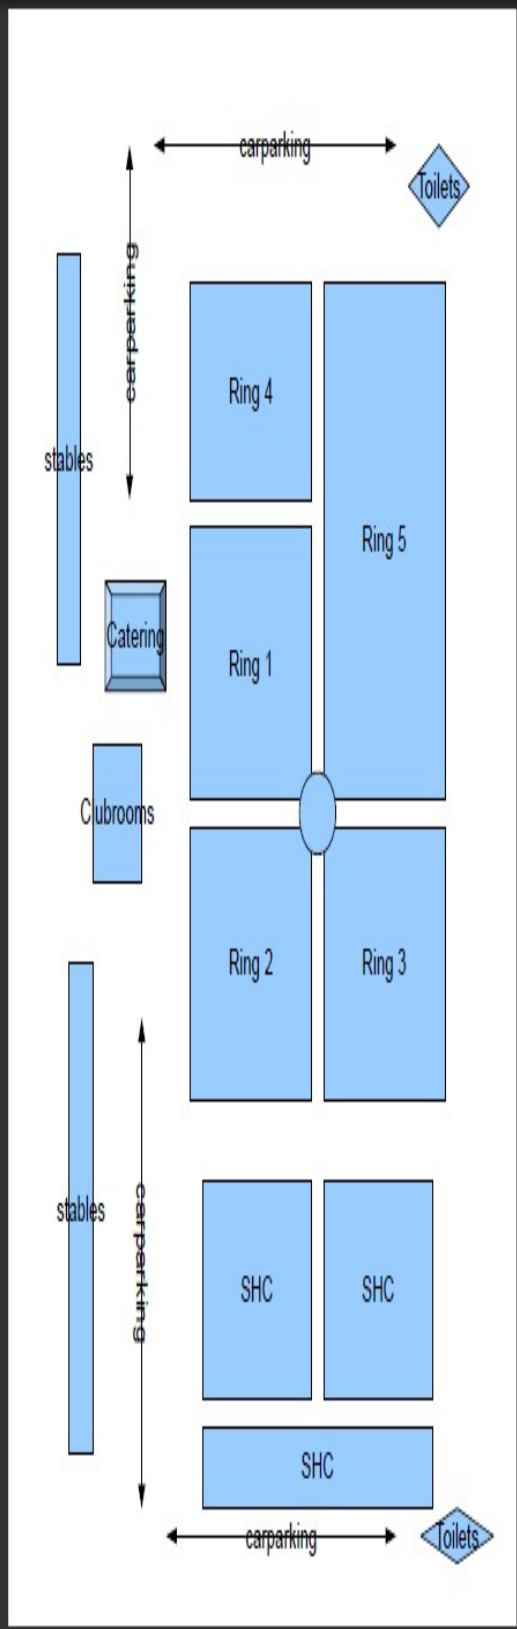 carparking
Toilets
carparking
Ring 4
stables
Ring 5
Catering
Ring 1
Clubrooms
Ring 2
Ring 3
stables
carparking
SHC
SHC
SHC
carparking
Toilets